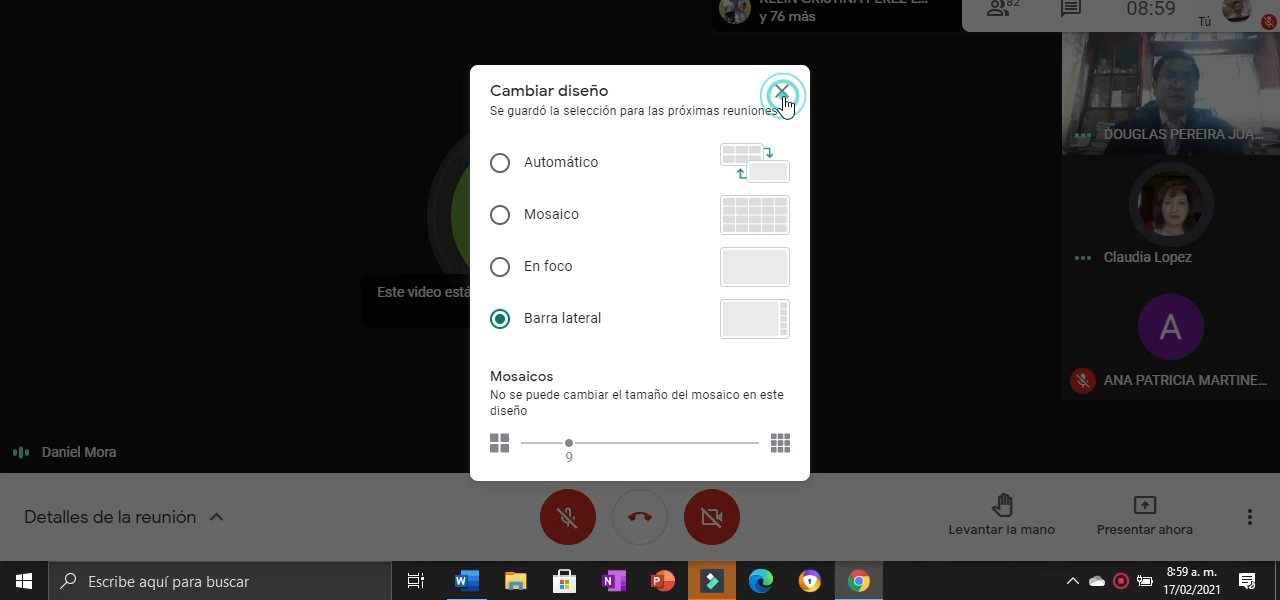 y 76 más
82
08:59
Tú
Cambiar diseño
Se guardó la selección para las próximas reuniones
Automático
Mosaico
En foco
Barra lateral
Mosaicos
No se puede cambiar el tamaño del mosaico en este
diseño
9
Este video está
DOUGLAS PEREIRA JUA...
Claudia Lopez
A
ANA PATRICIA MARTINE...
Daniel Mora
Detalles de la reunión
Levantar la mano
Presentar ahora
Escribe aquí para buscar
8:59 a. m.
17/02/2021